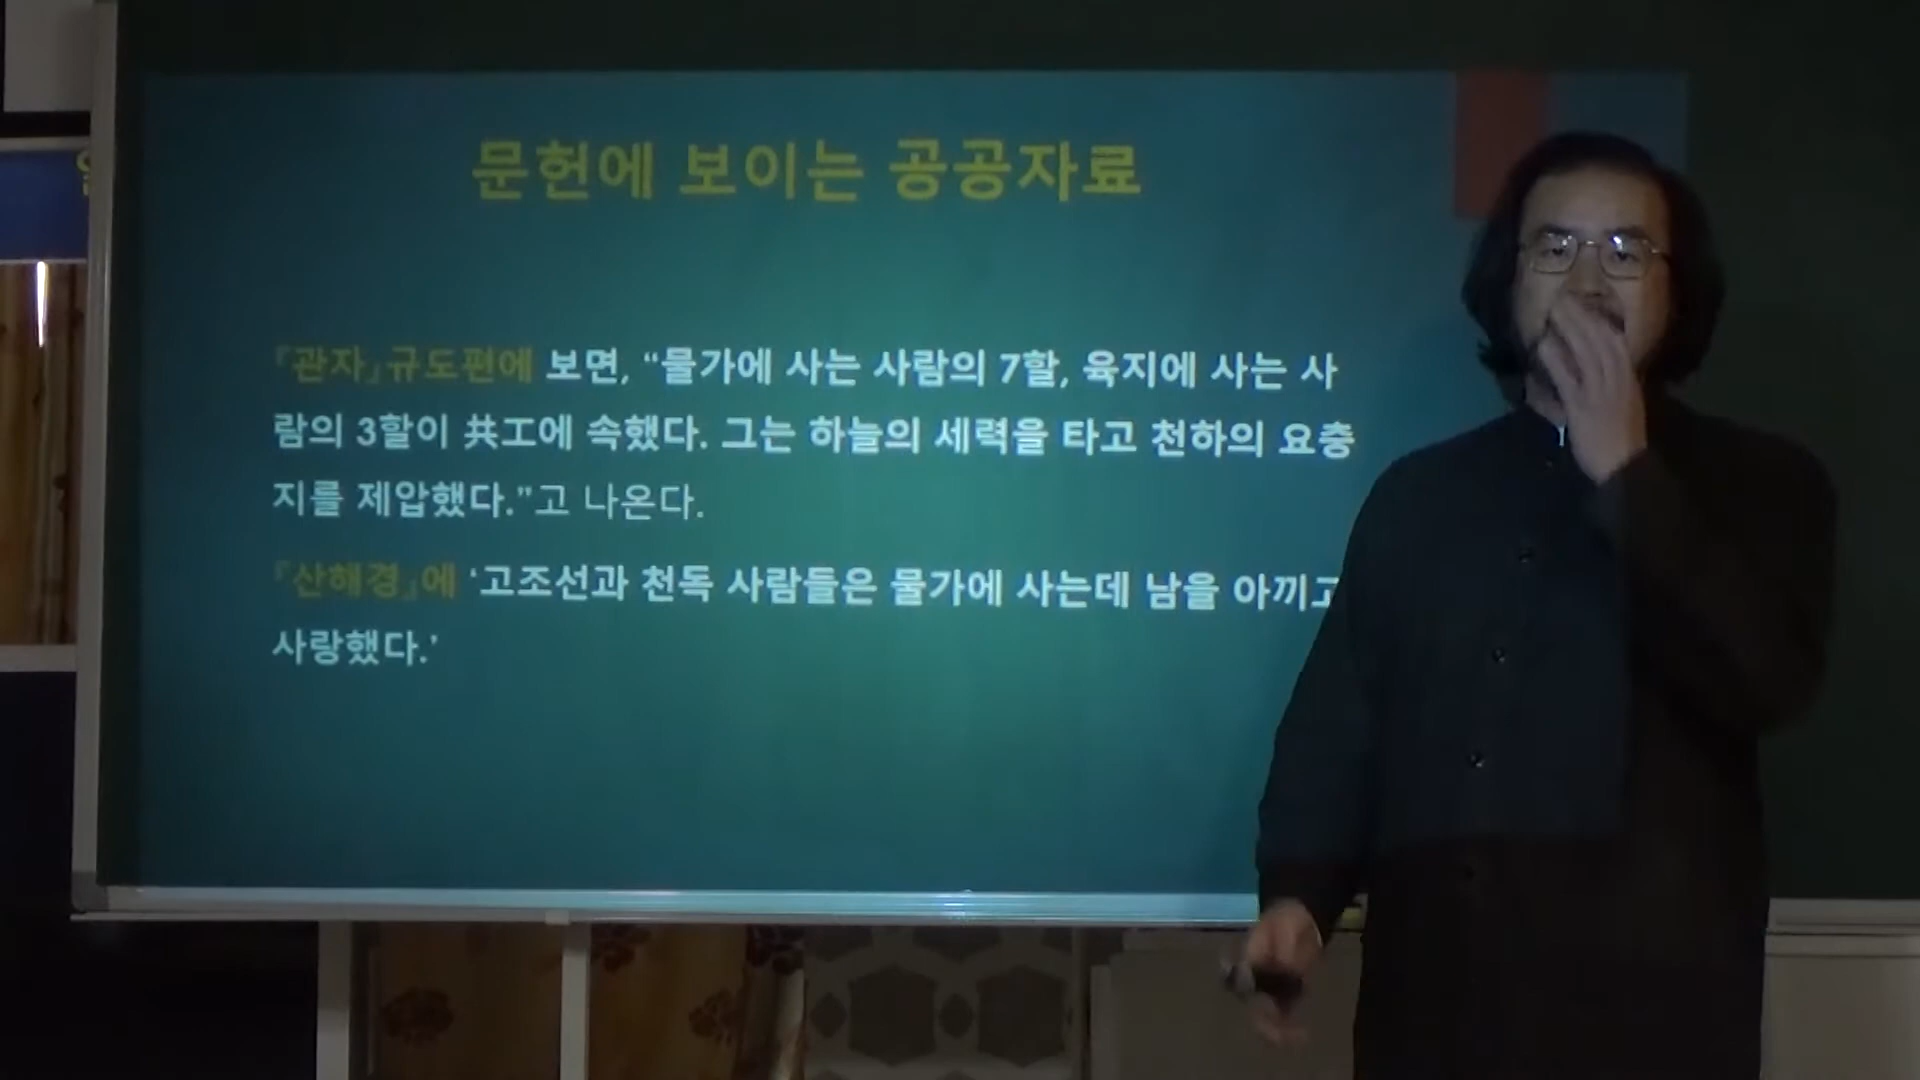 문헌에 보이는 공공자료
『관자』규도편에 보면, “물가에 사는 사람의 7할, 육지에 사는 사
람의 3할이 共工에 속했다. 그는 하늘의 세력을 타고 천하의 요충
지를 제압했다.”고 나온다.
『산해경』에 ‘고조선과 천독 사람들은 물가에 사는데 남을 아끼고
사랑했다.’